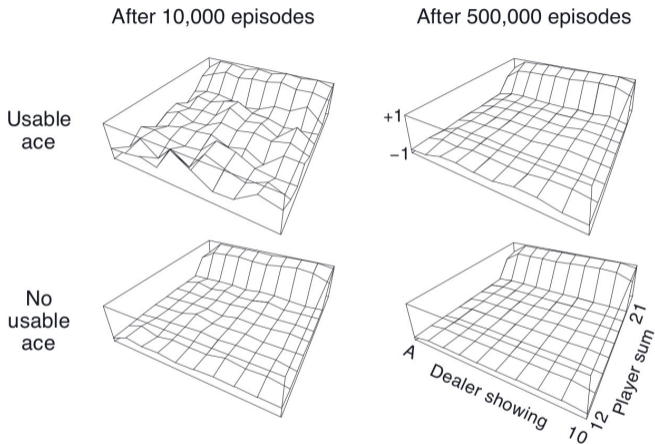 After 10,000 episodes
After 500,000 episodes
Usable
ace
+1
−1
No
usable
ace
A
Dealer showing
10
12
Player sum
21